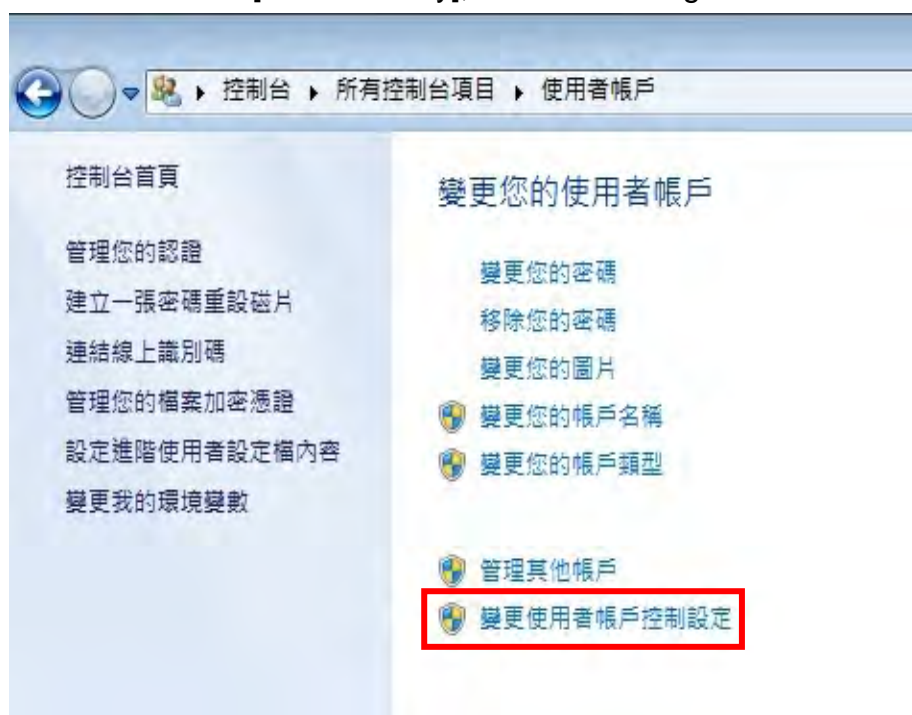 控制台 ▸ 所有控制台項目 ▸ 使用者帳戶
控制台首頁
管理您的認證
建立一張密碼重設磁片
連結線上識別碼
管理您的檔案加密憑證
設定進階使用者設定檔內容
變更我的環境變數
變更您的使用者帳戶
變更您的密碼
移除您的密碼
變更您的圖片
變更您的帳戶名稱
變更您的帳戶類型
管理其他帳戶
變更使用者帳戶控制設定